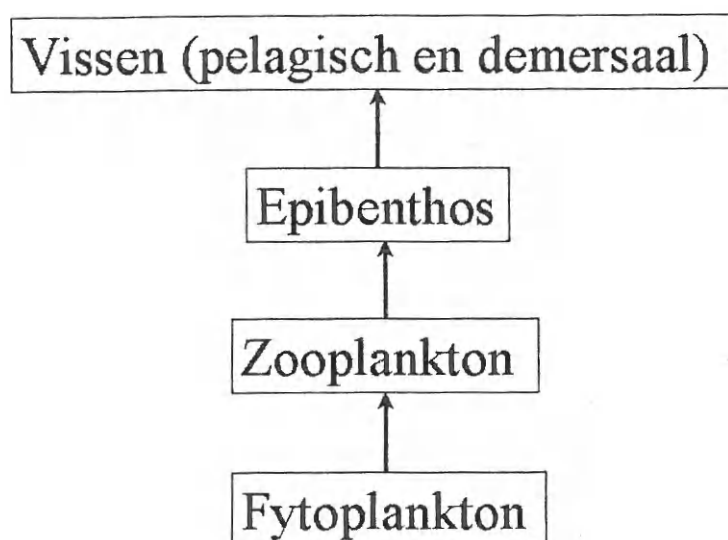 Vissen (pelagisch en demersaal)
Epibenthos
Zooplankton
Fytoplankton